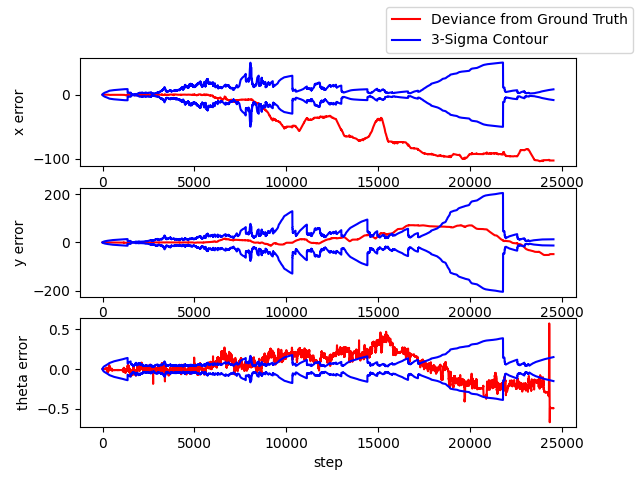 Deviance from Ground Truth
3-Sigma Contour
x error
0
−100
0 5000 10000 15000 20000 25000
y error
200
0
−200
0 5000 10000 15000 20000 25000
theta error
0.5
0.0
−0.5
0 5000 10000 15000 20000 25000
step